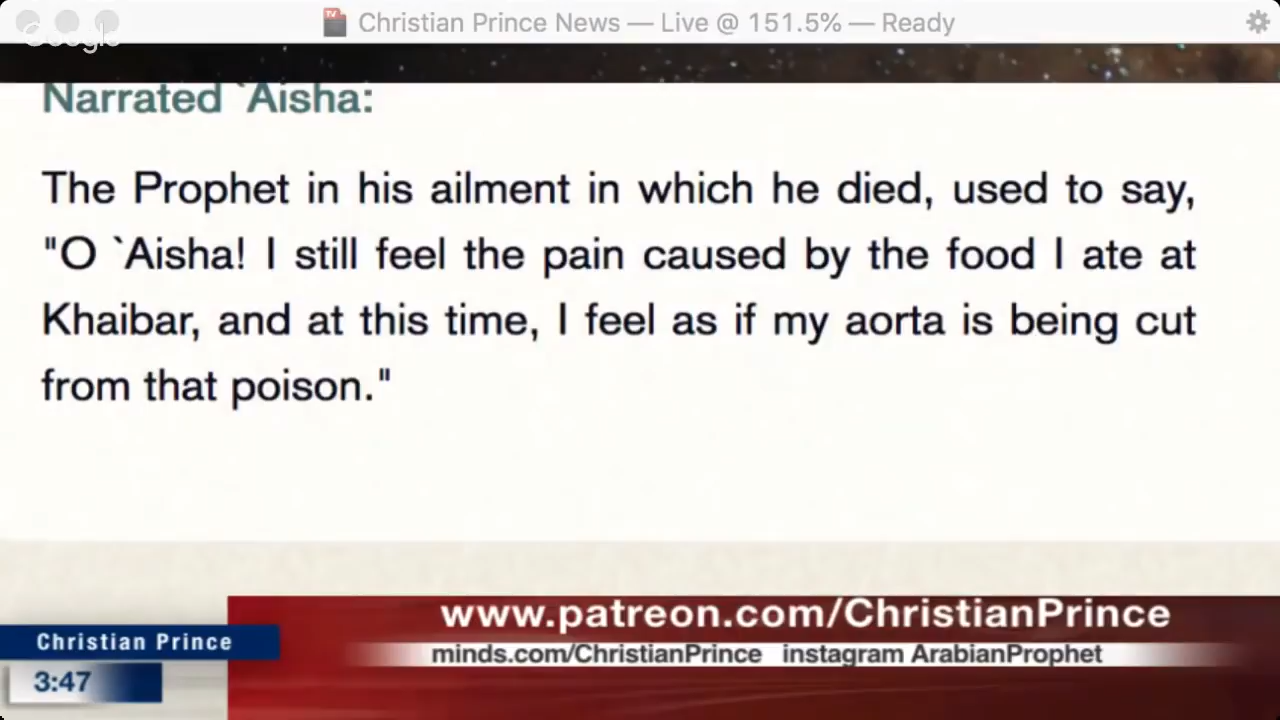 Christian Prince News — Live @ 151.5% — Ready
Google
Narrated `Aisha:
The Prophet in his ailment in which he died, used to say,
"O `Aisha! I still feel the pain caused by the food I ate at
Khaibar, and at this time, I feel as if my aorta is being cut
from that poison."
www.patreon.com/ChristianPrince
Christian Prince
minds.com/ChristianPrince instagram ArabianProphet
3:47